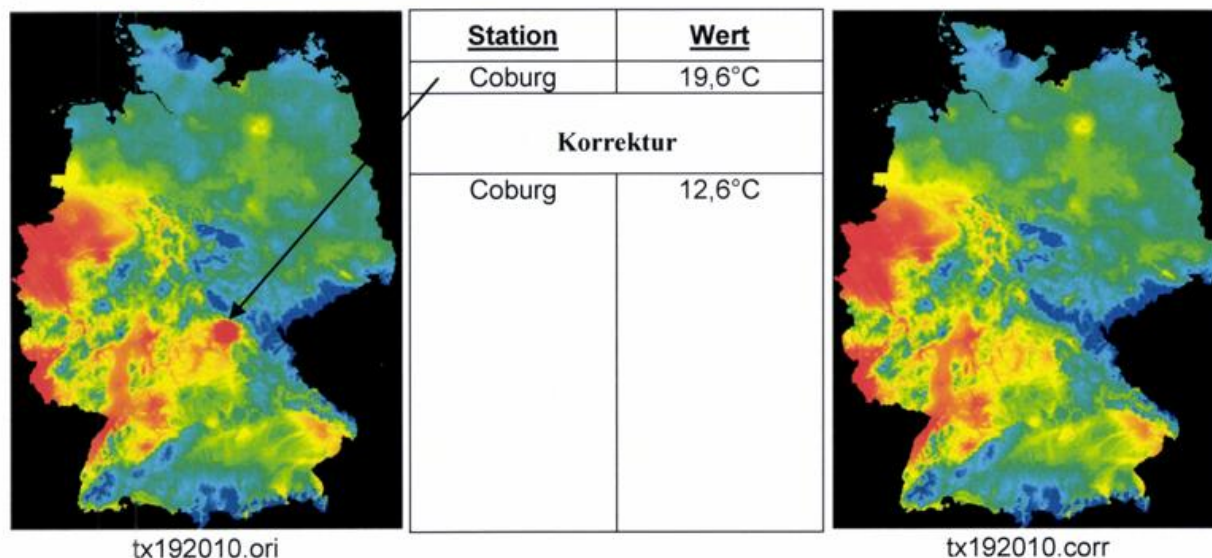 Station Wert
Coburg 19,6°C
Korrektur
Coburg 12,6°C
tx192010.ori
tx192010.corr